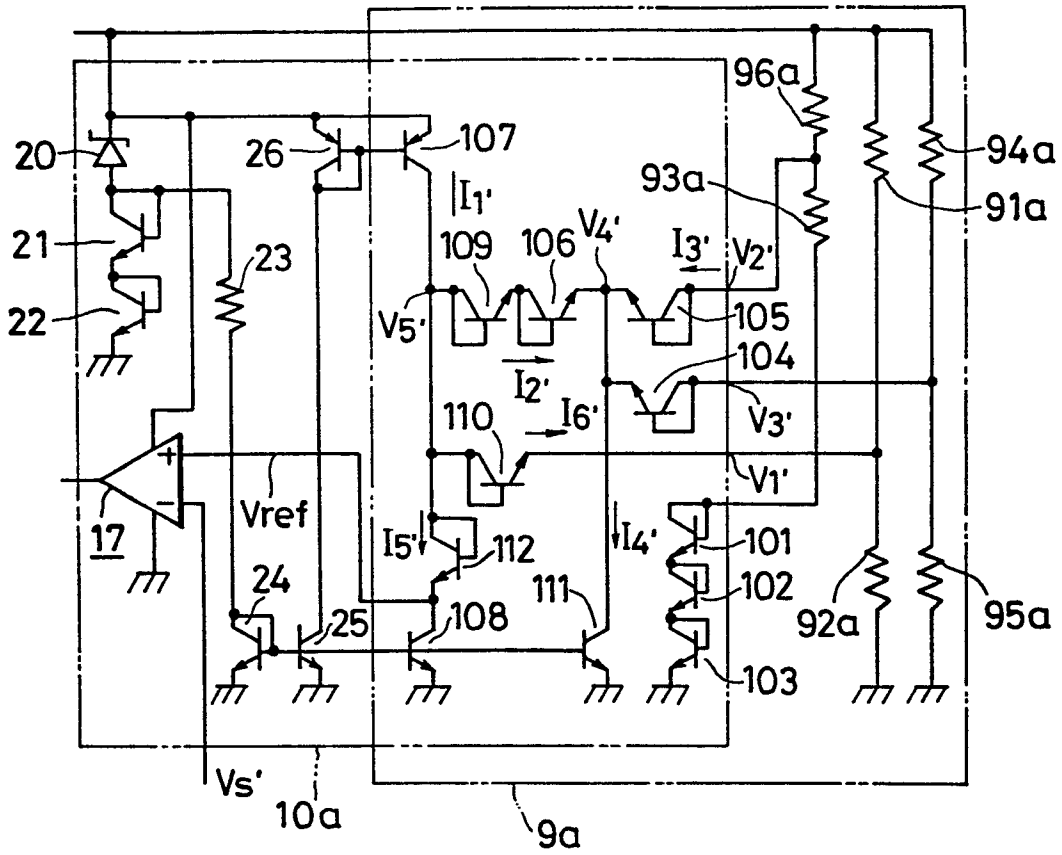 96a
20
26
107
94a
93a
91a
I1'
21
23
V4'
I3'
V2'
109
106
22
V5'
105
104
I2'
I6'
V3'
110
+
V1'
Vref
-
17
I5'
I4'
101
112
24
111
102
25
108
92a
95a
103
Vs'
10a
9a